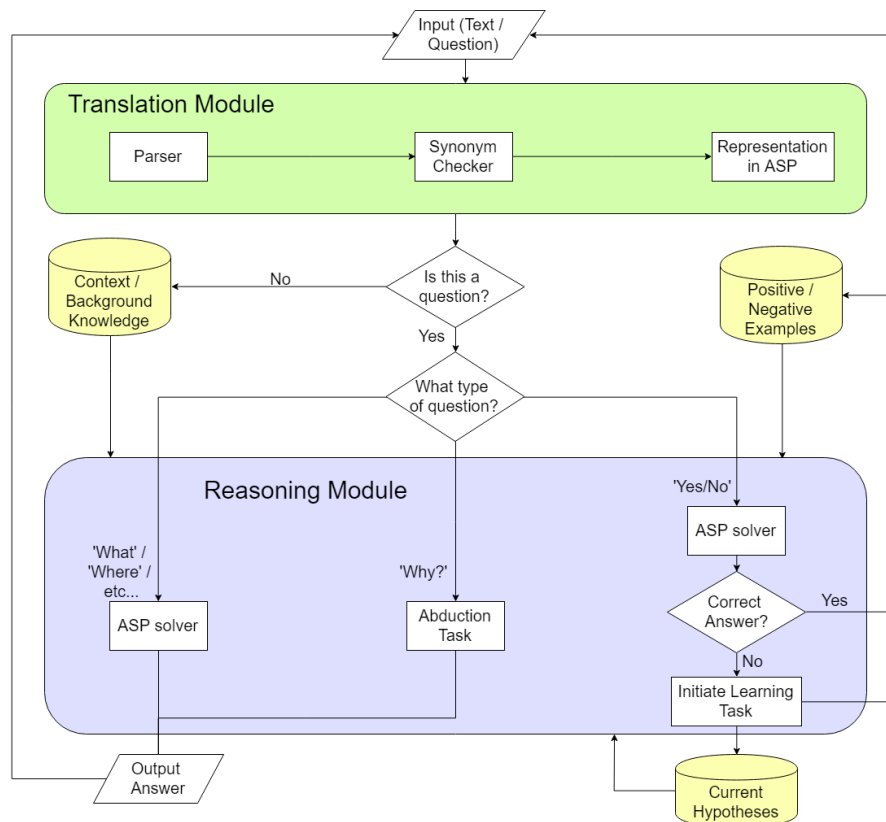 Input (Text /
Question)
Translation Module
Parser
Synonym
Checker
Representation
in ASP
Context /
Background
Knowledge
No
Is this a
question?
Positive /
Negative
Examples
Yes
What type
of question?
Reasoning Module
'Yes/No'
ASP solver
'What' /
'Where' /
etc...
'Why?'
ASP solver
Abduction
Task
Correct
Answer?
Yes
No
Initiate Learning
Task
Output
Answer
Current
Hypotheses